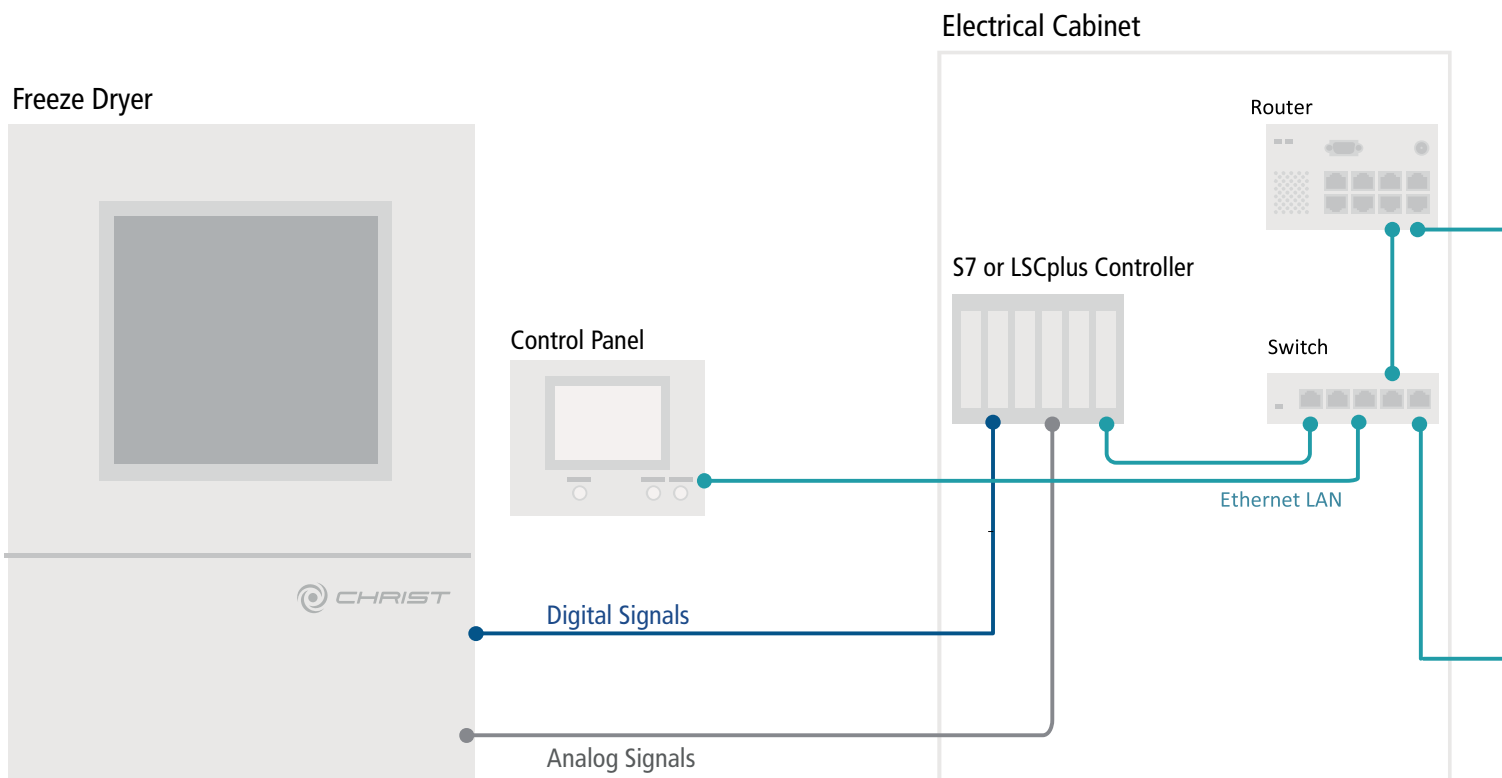 Electrical Cabinet
Freeze Dryer
Router
S7 or LSCplus Controller
Control Panel
Switch
Ethernet LAN
CHRIST
Digital Signals
Analog Signals